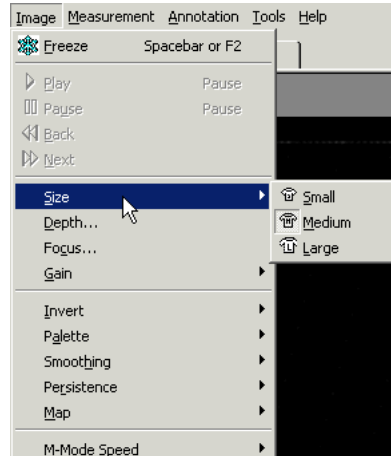 Image Measurement Annotation Tools Help
Freeze Spacebar or F2
Play Pause
Pause Pause
Back
Next
Size
Small
Depth...
Medium
Focus...
Large
Gain
Invert
Palette
Smoothing
Persistence
Map
M-Mode Speed